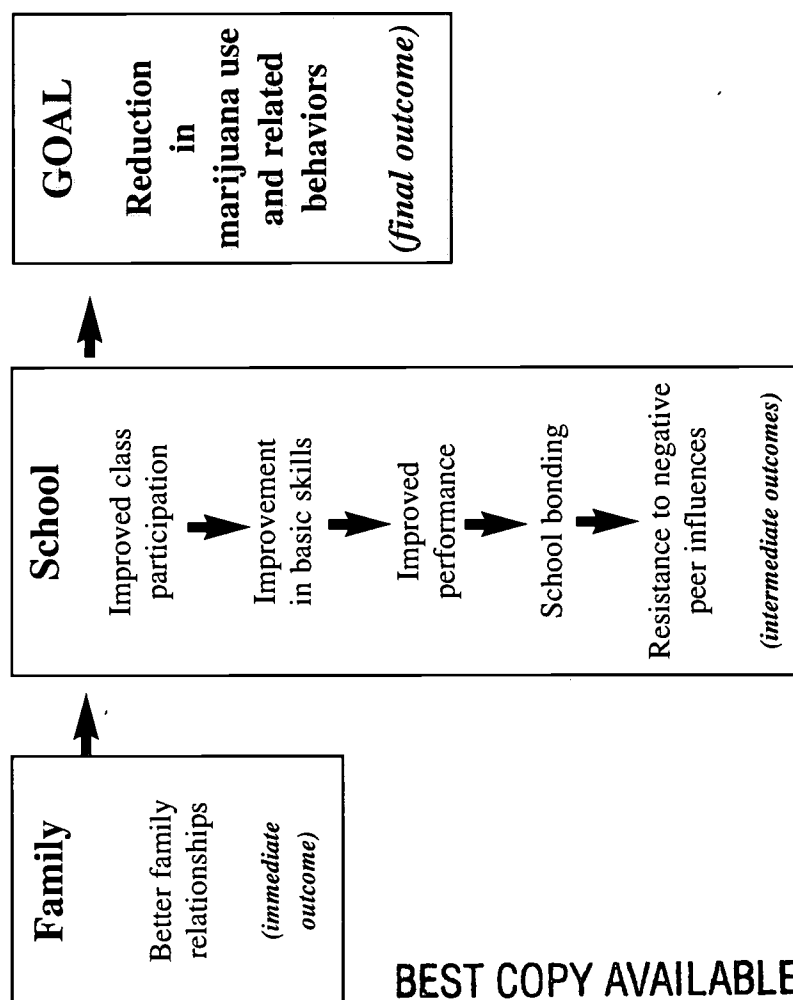 Family
Better family
relationships
(immediate
outcome)
School
Improved class
participation
Improvement
in basic skills
Improved
performance
School bonding
Resistance to negative
peer influences
(intermediate outcomes)
GOAL
Reduction
in
marijuana use
and related
behaviors
(final outcome)
BEST COPY AVAILABLE